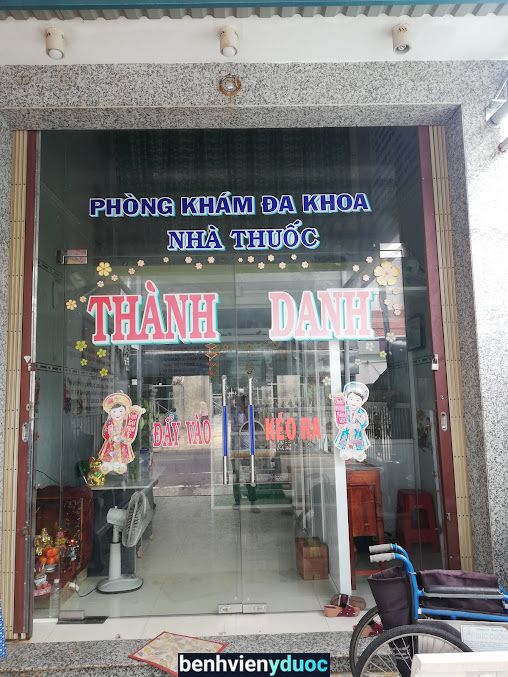 PHÒNG KHÁM ĐA KHOA
NHÀ THUỐC
THÀNH DANH
ĐẨY VÀO KÉO RA
benhvienyduoc